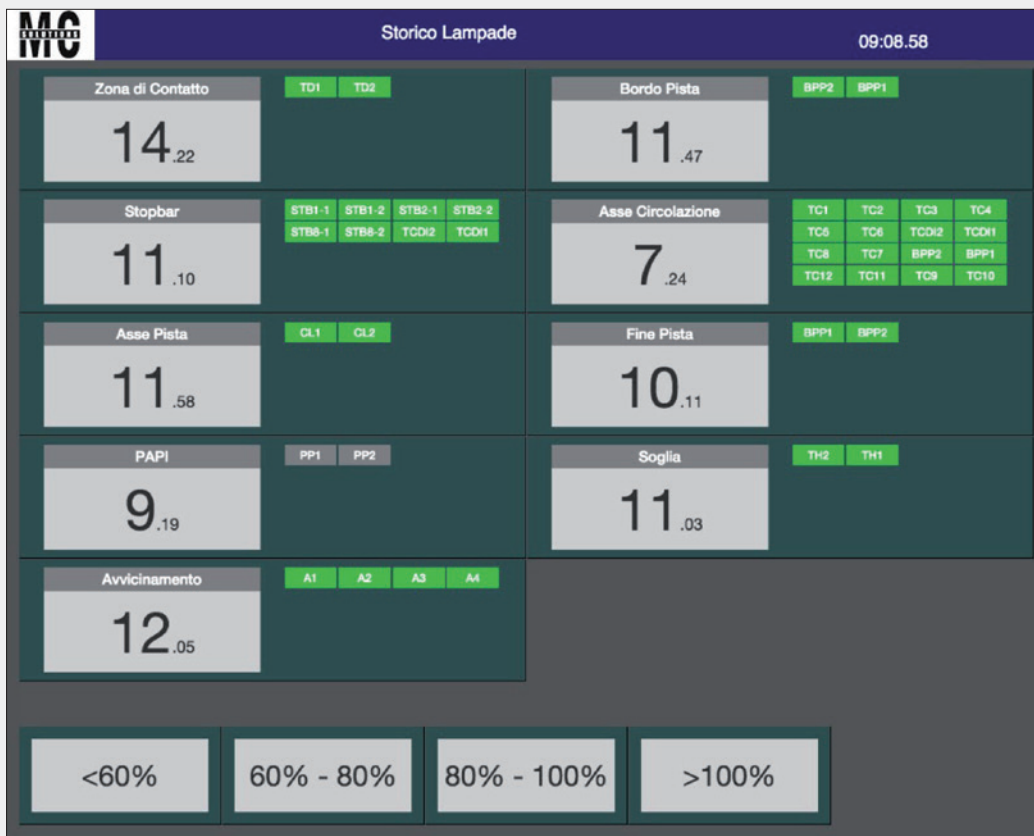 MC
SOLUTIONS
Storico Lampade
09:08.58
Zona di Contatto
TD1 TD2
14.22
Bordo Pista
BPP2 BPP1
11.47
Stopbar
STB1-1 STB1-2 STB2-1 STB2-2
STB8-1 STB8-2 TCDI2 TCDI1
11.10
Asse Circolazione
TC1 TC2 TC3 TC4
TC5 TC6 TCDI2 TCDI1
TC8 TC7 BPP2 BPP1
TC12 TC11 TC9 TC10
7.24
Asse Pista
CL1 CL2
11.58
Fine Pista
BPP1 BPP2
10.11
PAPI
PP1 PP2
9.19
Soglia
TH2 TH1
11.03
Avvicinamento
A1 A2 A3 A4
12.05
<60% 60% - 80% 80% - 100% >100%